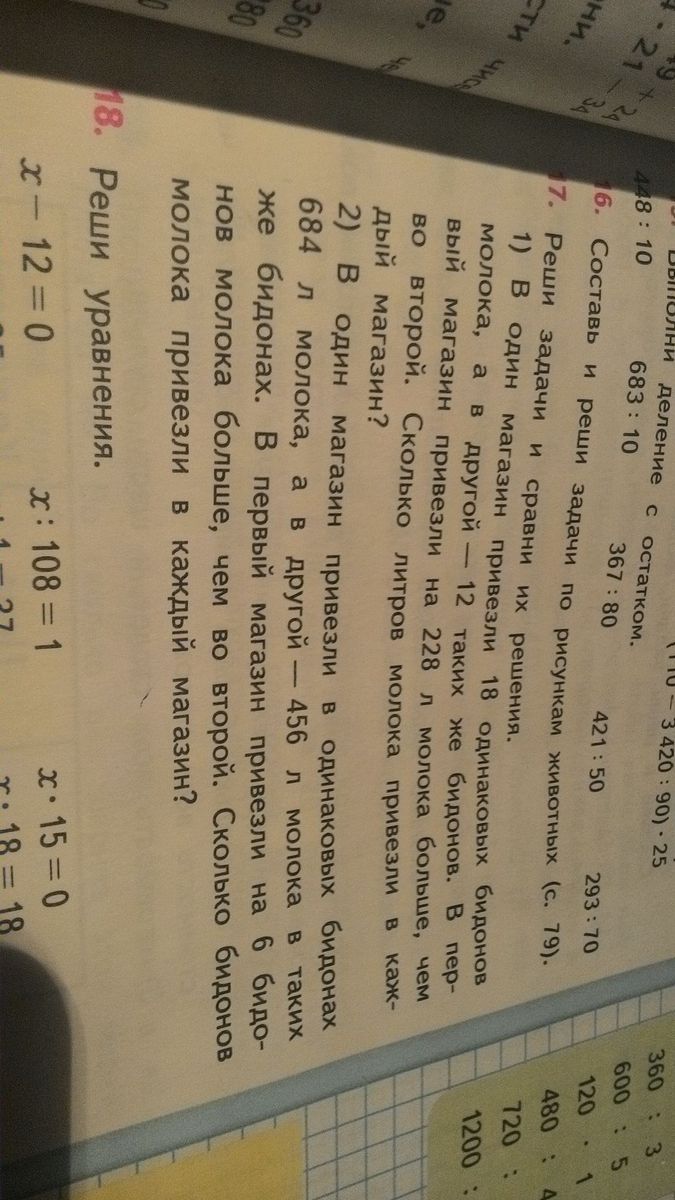 448 : 10 683 : 10 367 : 80 421 : 50 293 : 70
деление с остатком.
16. Составь и реши задачи по рисункам животных (с. 79).
17. Реши задачи и сравни их решения.
1) В один магазин привезли 18 одинаковых бидонов
молока, а в другой — 12 таких же бидонов. В пер-
вый магазин привезли на 228 л молока больше, чем
во второй. Сколько литров молока привезли в каж-
дый магазин?
2) В один магазин привезли в одинаковых бидонах
684 л молока, а в другой — 456 л молока в таких
же бидонах. В первый магазин привезли на 6 бидо-
нов молока больше, чем во второй. Сколько бидонов
молока привезли в каждый магазин?
18. Реши уравнения.
x − 12 = 0 x : 108 = 1 x · 15 = 0
x · 18 = 18
360 : 3
600 : 5
120 · 1
480 : 4
720 :
1200 :